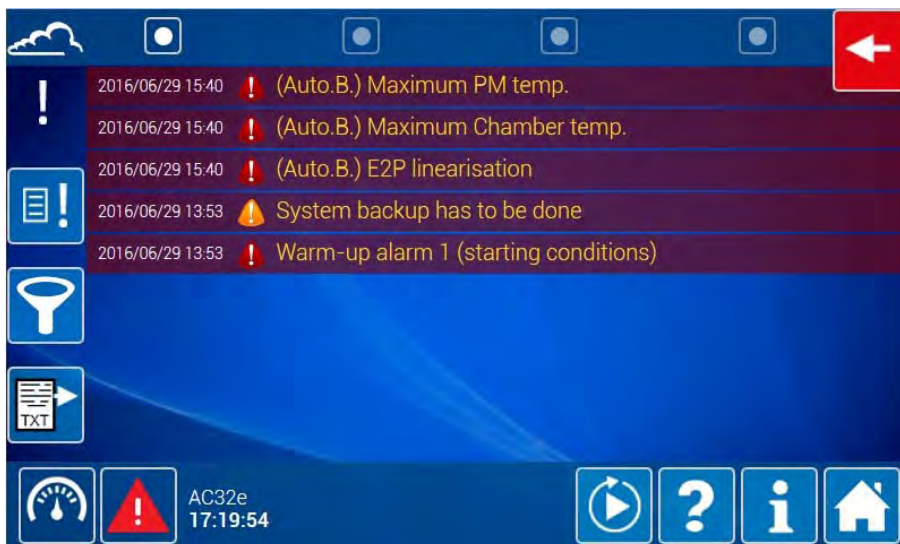 2016/06/29 15:40 (Auto.B.) Maximum PM temp.
2016/06/29 15:40 (Auto.B.) Maximum Chamber temp.
2016/06/29 15:40 (Auto.B.) E2P linearisation
2016/06/29 13:53 System backup has to be done
2016/06/29 13:53 Warm-up alarm 1 (starting conditions)
TXT
AC32e
17:19:54